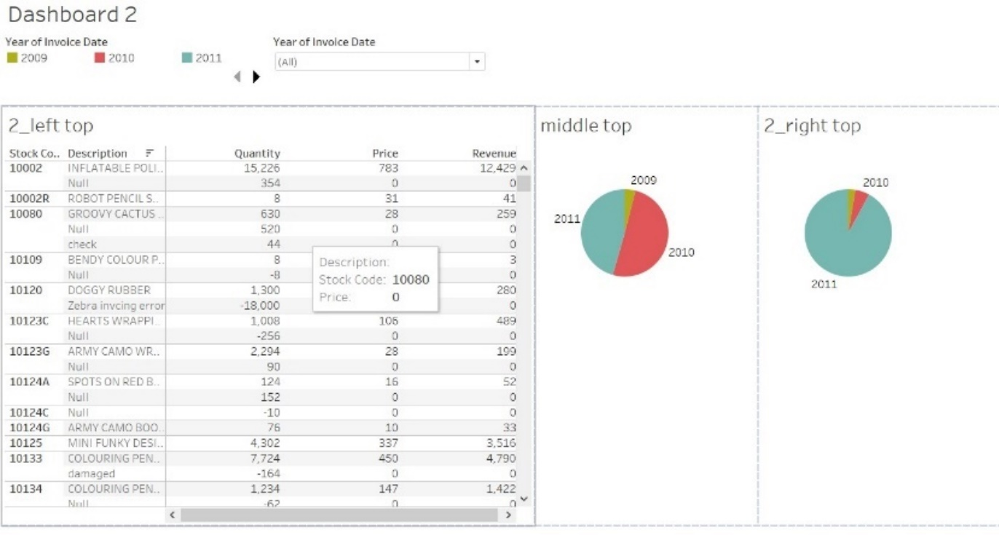 Dashboard 2
Year of Invoice Date
2009 2010 2011
Year of Invoice Date
(All)
2_left top
Stock Co.. Description Quantity Price Revenue
10002 INFLATABLE POLI.. 15,226 783 12,429
Null 354 0 0
10002R ROBOT PENCIL S.. 8 31 41
10080 GROOVY CACTUS .. 630 28 259
Null 520 0 0
check 44 0 0
10109 BENDY COLOUR P.. 8 3
Null -8 0
10120 DOGGY RUBBER 1,300 280
Zebra invcing error -18,000 0
10123C HEARTS WRAPPI.. 1,008 106 489
Null -256 0 0
10123G ARMY CAMO WR.. 2,294 28 199
Null 90 0 0
10124A SPOTS ON RED B.. 124 16 52
Null 152 0 0
10124C Null -10 0 0
10124G ARMY CAMO BOO.. 76 10 33
10125 MINI FUNKY DESI.. 4,302 337 3,516
10133 COLOURING PEN.. 7,724 450 4,790
damaged -164 0 0
10134 COLOURING PEN.. 1,234 147 1,422
Null -62 0 0
Description:
Stock Code: 10080
Price: 0
middle top
2009
2011
2010
2_right top
2010
2011